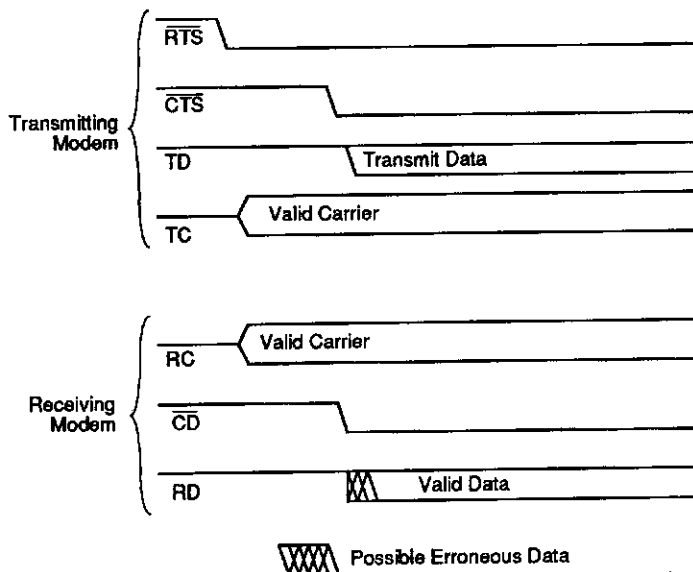 RTS
CTS
Transmitting
Modem
TD
Transmit Data
TC
Valid Carrier
RC
Valid Carrier
Receiving
Modem
CD
RD
Valid Data
Possible Erroneous Data